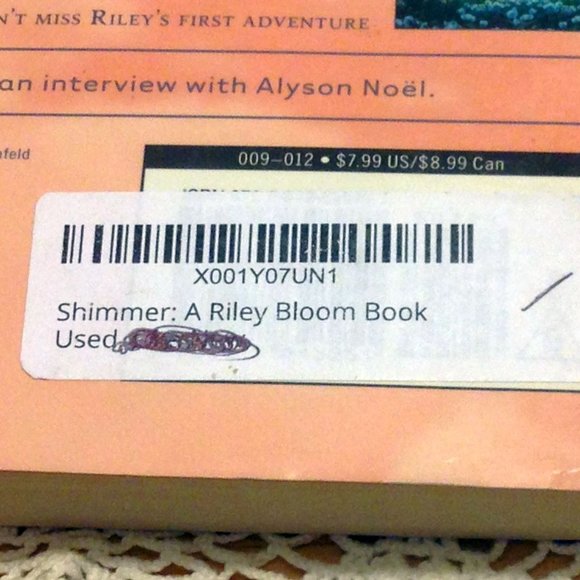 N'T MISS RILEY'S FIRST ADVENTURE
an interview with Alyson Noël.
nfeld
009–012 • $7.99 US/$8.99 Can
X001Y07UN1
Shimmer: A Riley Bloom Book
Used